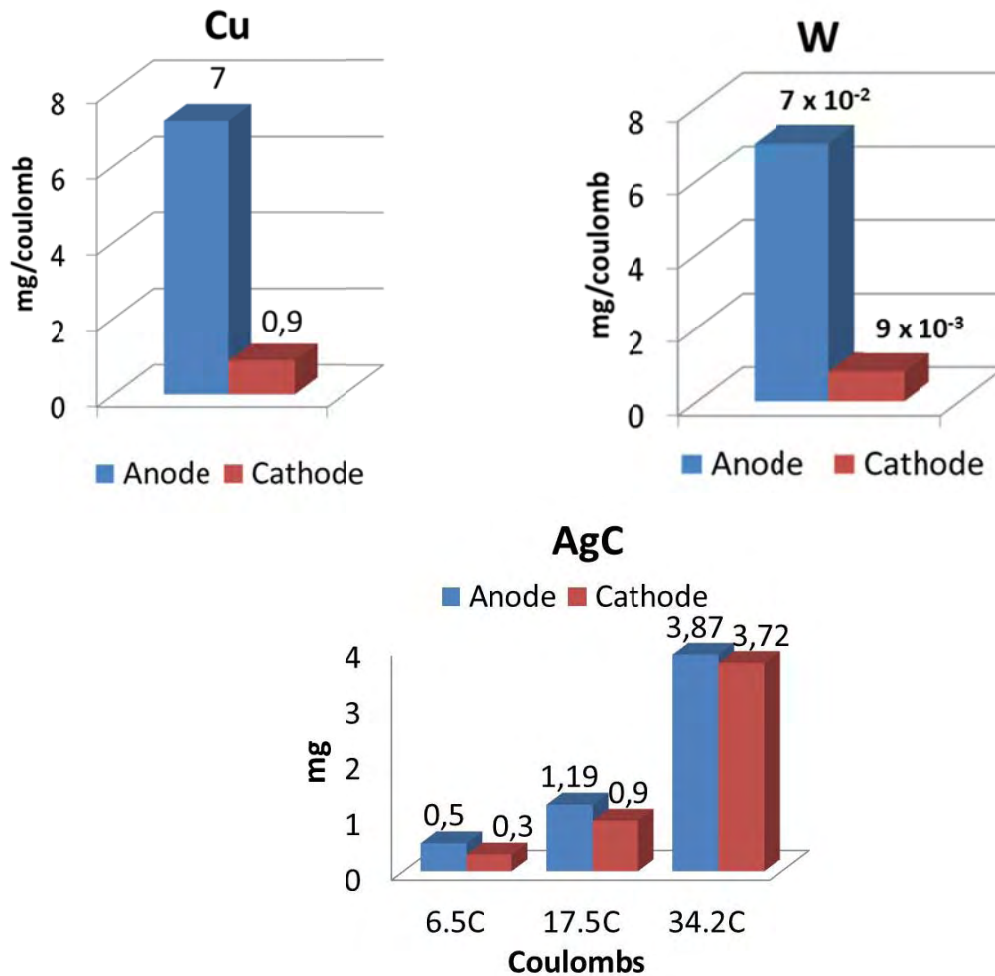 Cu
7
8
6
4
2
0
mg/coulomb
0,9
Anode Cathode
W
7 x 10⁻²
8
6
4
2
0
mg/coulomb
9 x 10⁻³
Anode Cathode
AgC
Anode Cathode
3,87 3,72
4
3
2
1
0
mg
1,19
0,9
0,5
0,3
6.5C 17.5C 34.2C
Coulombs